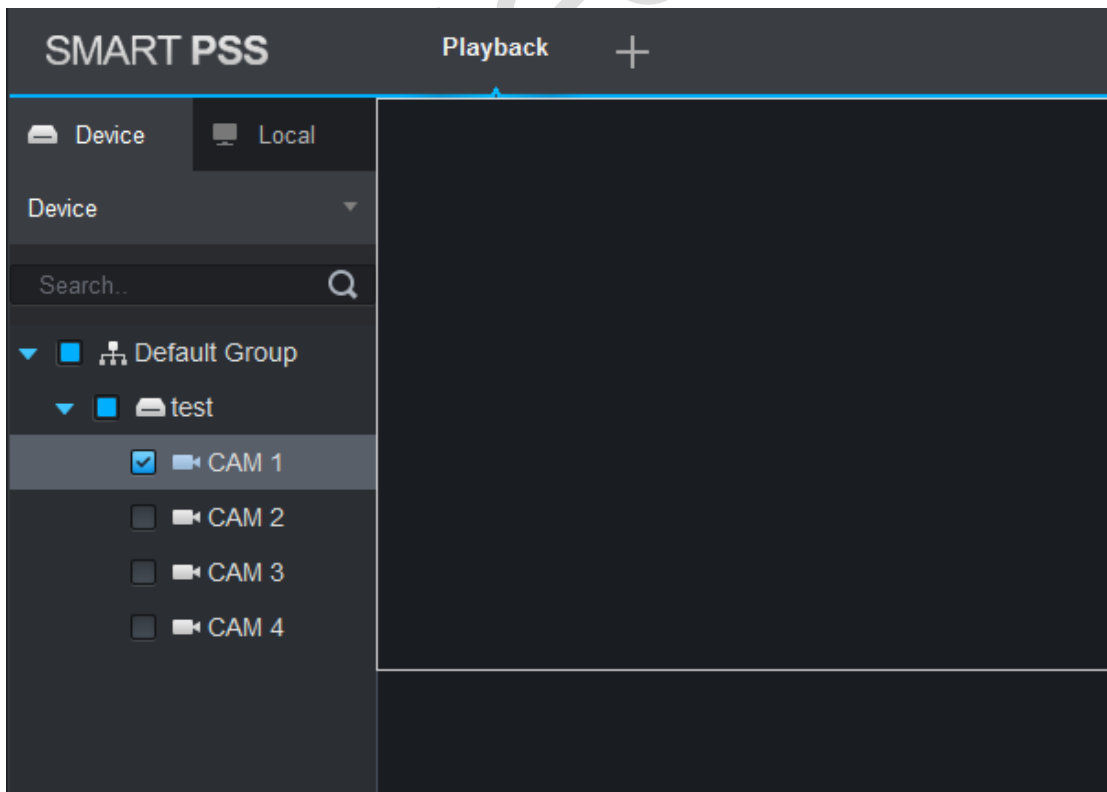 SMART PSS Playback
Device Local
Device
Search..
Default Group
test
CAM 1
CAM 2
CAM 3
CAM 4